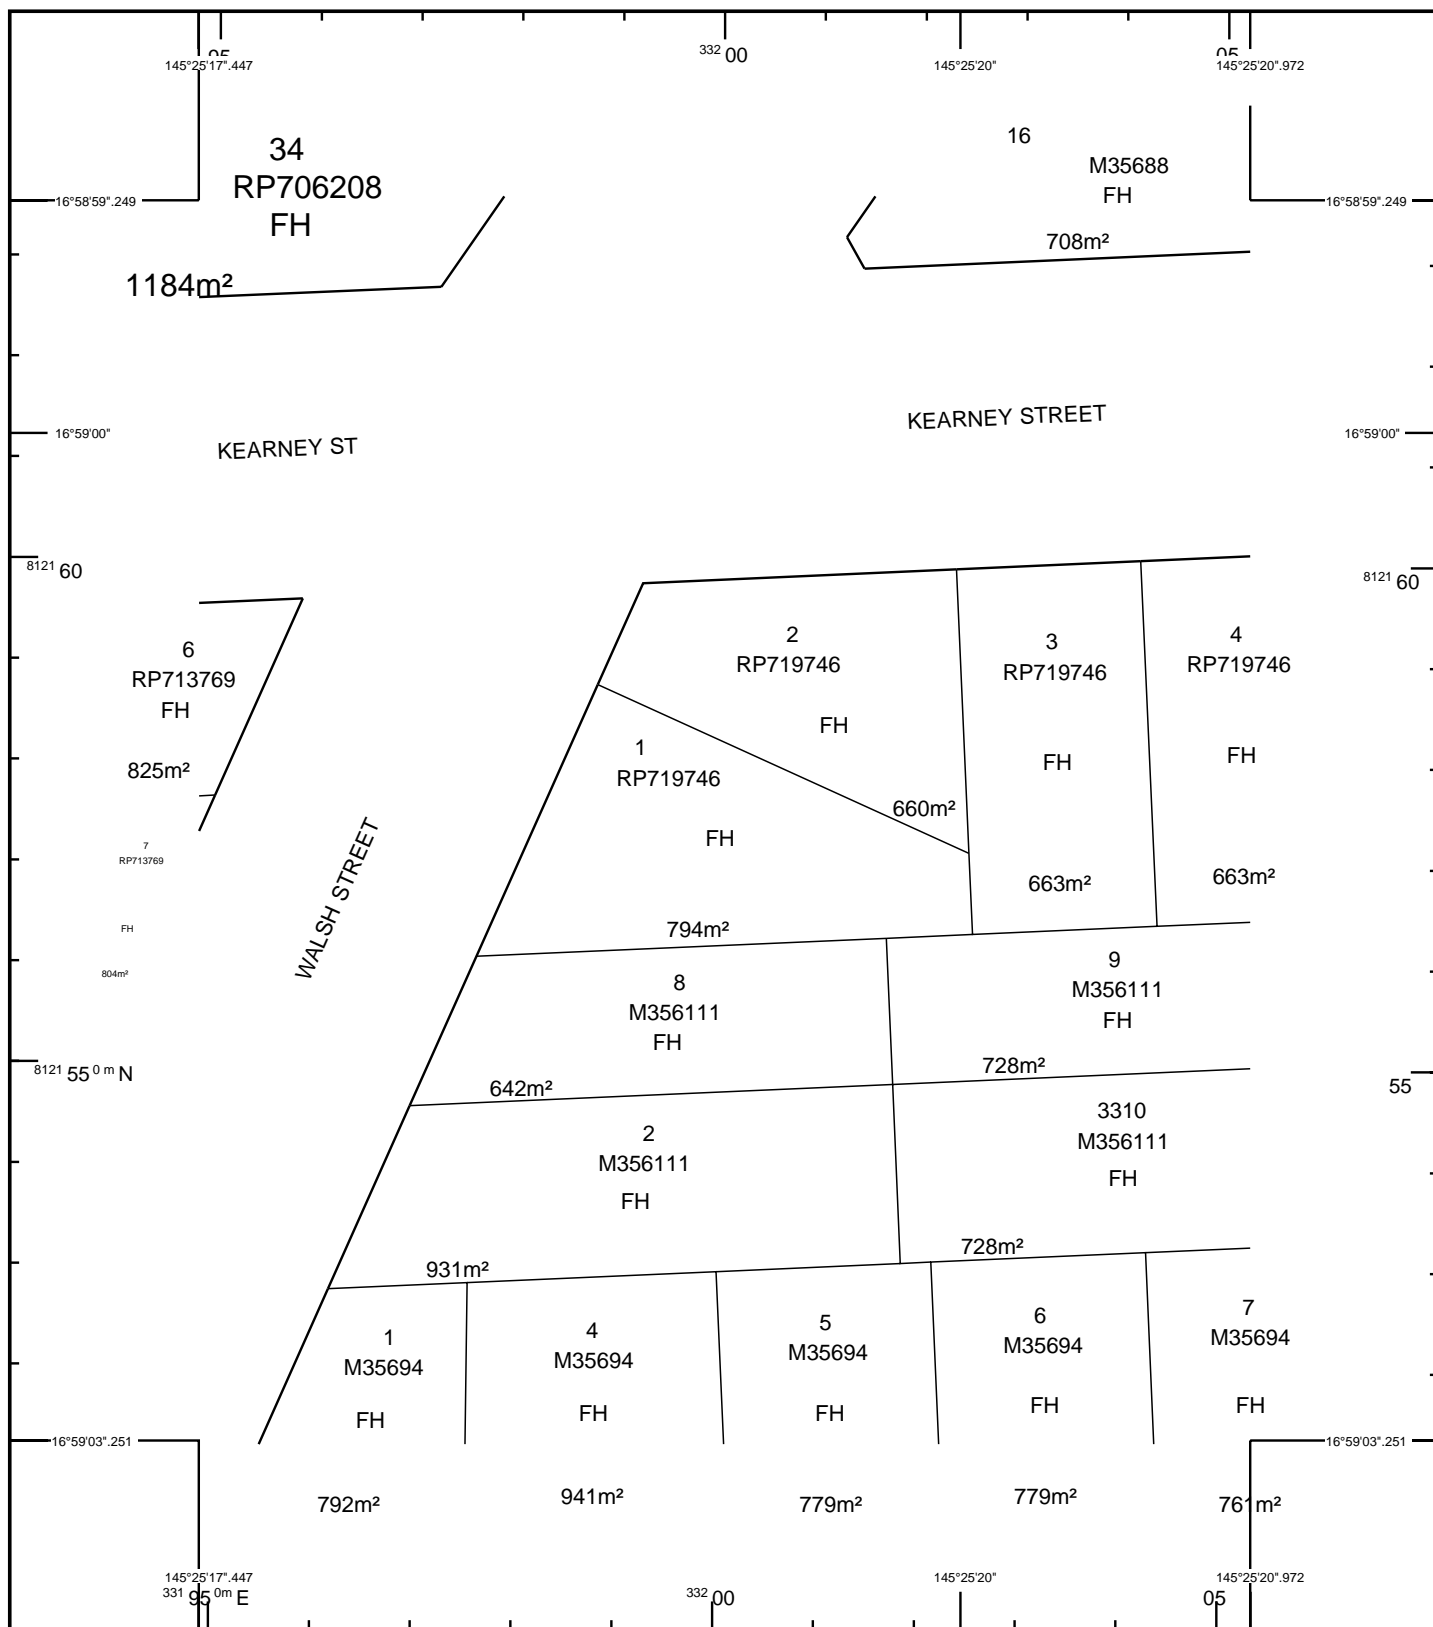 95
332 00
05
145°25'17".447
145°25'20"
145°25'20".972
34
RP706208
FH
1184m²
16
M35688
FH
708m²
16°58'59".249
16°58'59".249
KEARNEY ST
KEARNEY STREET
16°59'00"
16°59'00"
8121 60
8121 60
6
RP713769
FH
825m²
7
RP713769
FH
804m²
WALSH STREET
2
RP719746
FH
660m²
3
RP719746
FH
663m²
4
RP719746
FH
663m²
1
RP719746
FH
794m²
8
M356111
FH
642m²
9
M356111
FH
728m²
8121 55 0 m N
55
2
M356111
FH
931m²
3310
M356111
FH
728m²
1
M35694
FH
792m²
4
M35694
FH
941m²
5
M35694
FH
779m²
6
M35694
FH
779m²
7
M35694
FH
761m²
16°59'03".251
16°59'03".251
145°25'17".447
145°25'20"
145°25'20".972
331 95 0m E
332 00
05